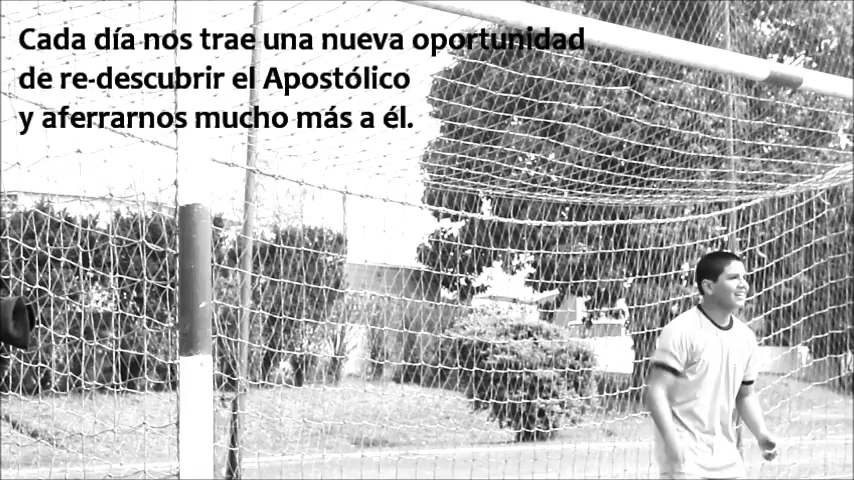 Cada día nos trae una nueva oportunidad
de re-descubrir el Apostólico
y aferrarnos mucho más a él.